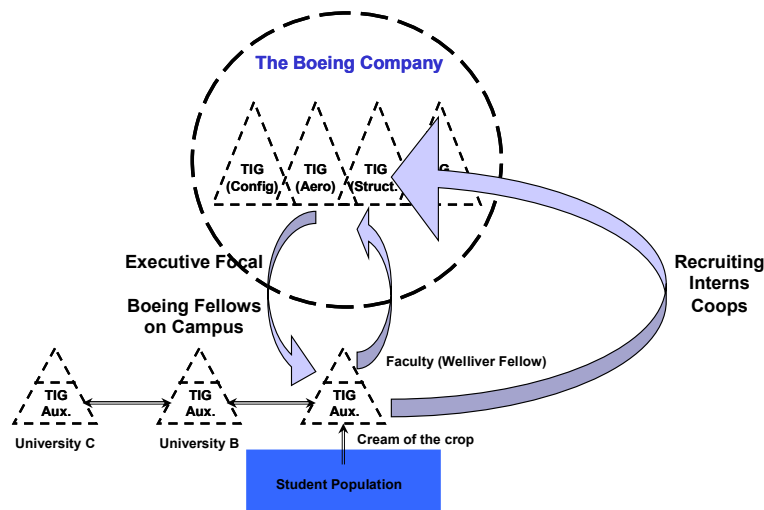 The Boeing Company
TIG
(Config)
TIG
(Aero)
TIG
(Struct.
Executive Focal
Boeing Fellows
on Campus
Recruiting
Interns
Coops
Faculty (Welliver Fellow)
TIG
Aux.
TIG
Aux.
TIG
Aux.
University C
University B
Cream of the crop
Student Population